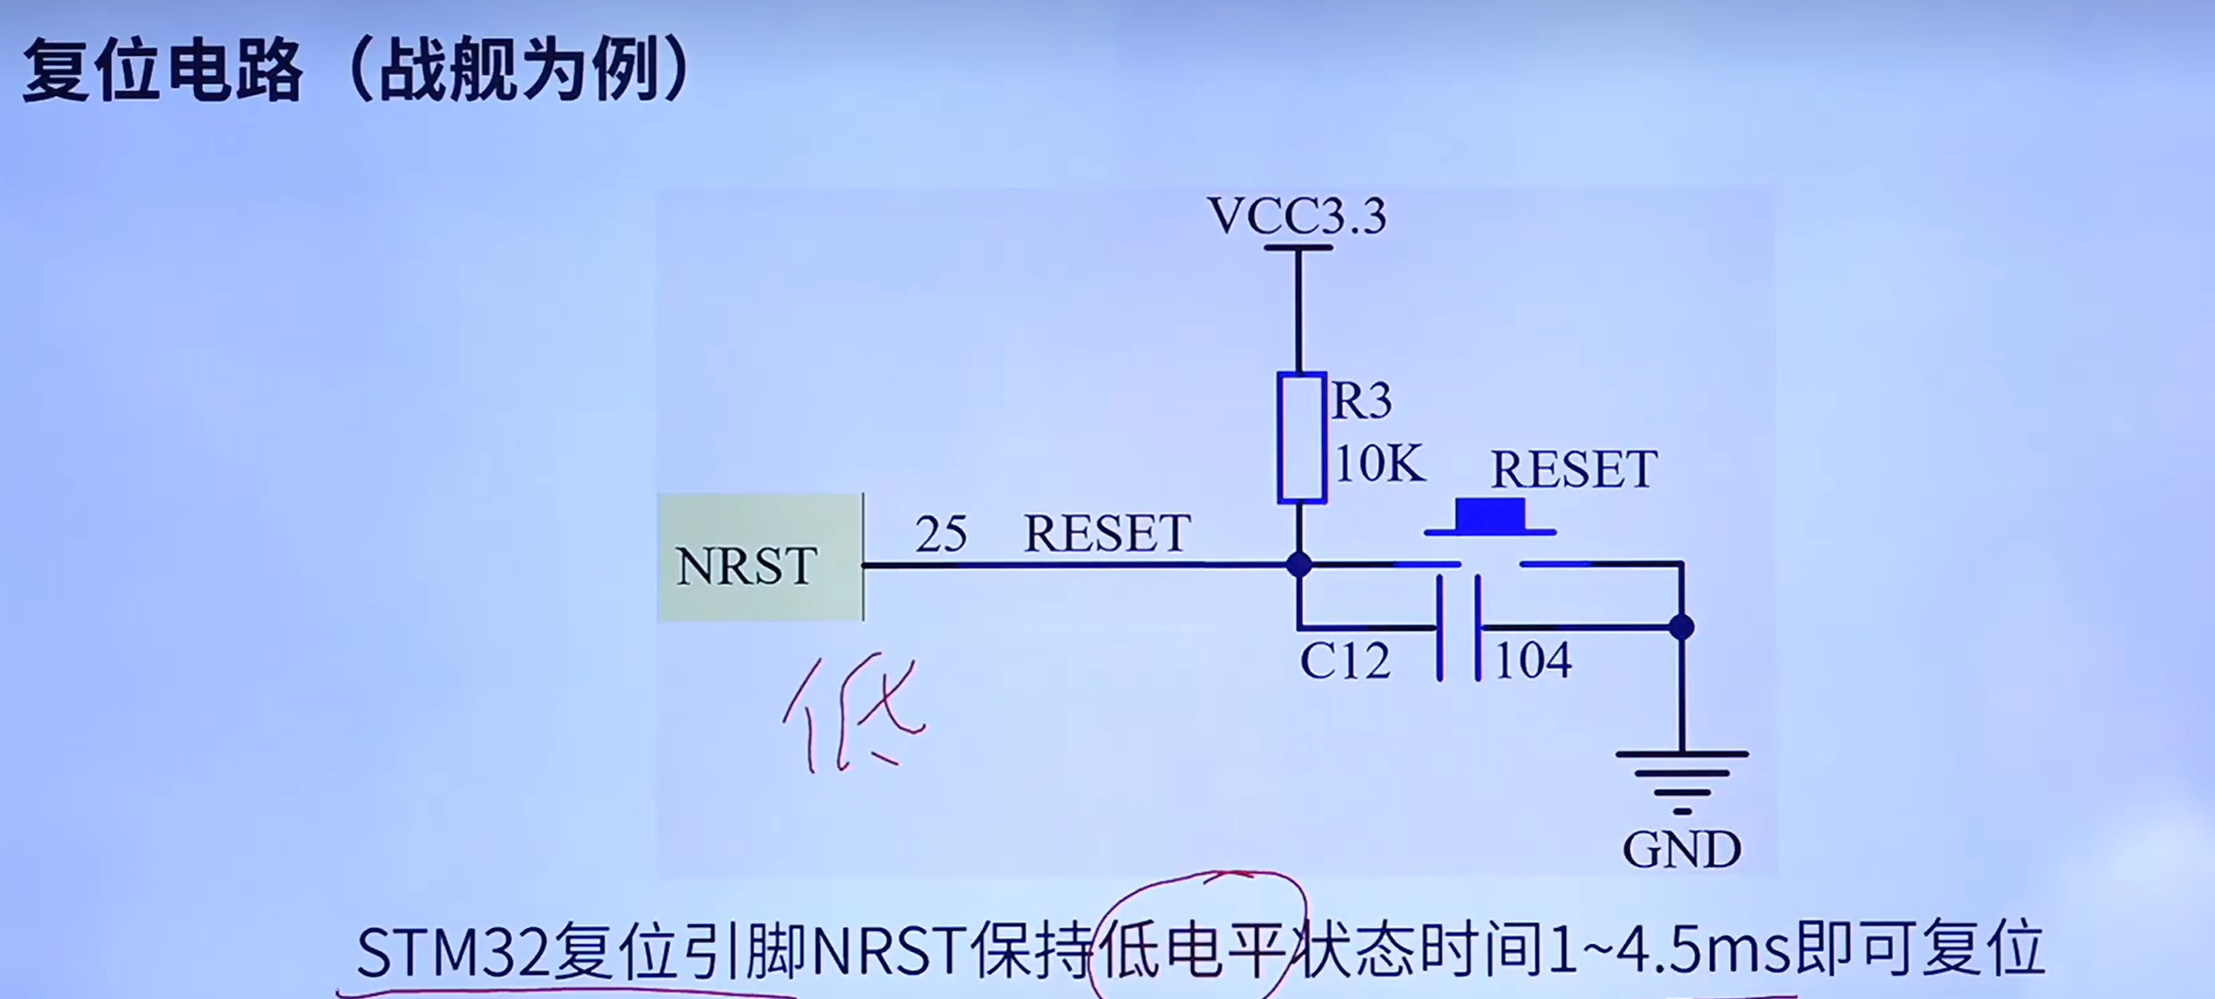 复位电路（战舰为例）
VCC3.3
R3
10K
RESET
25 RESET
NRST
C12
104
低
GND
STM32复位引脚NRST保持低电平状态时间1~4.5ms即可复位